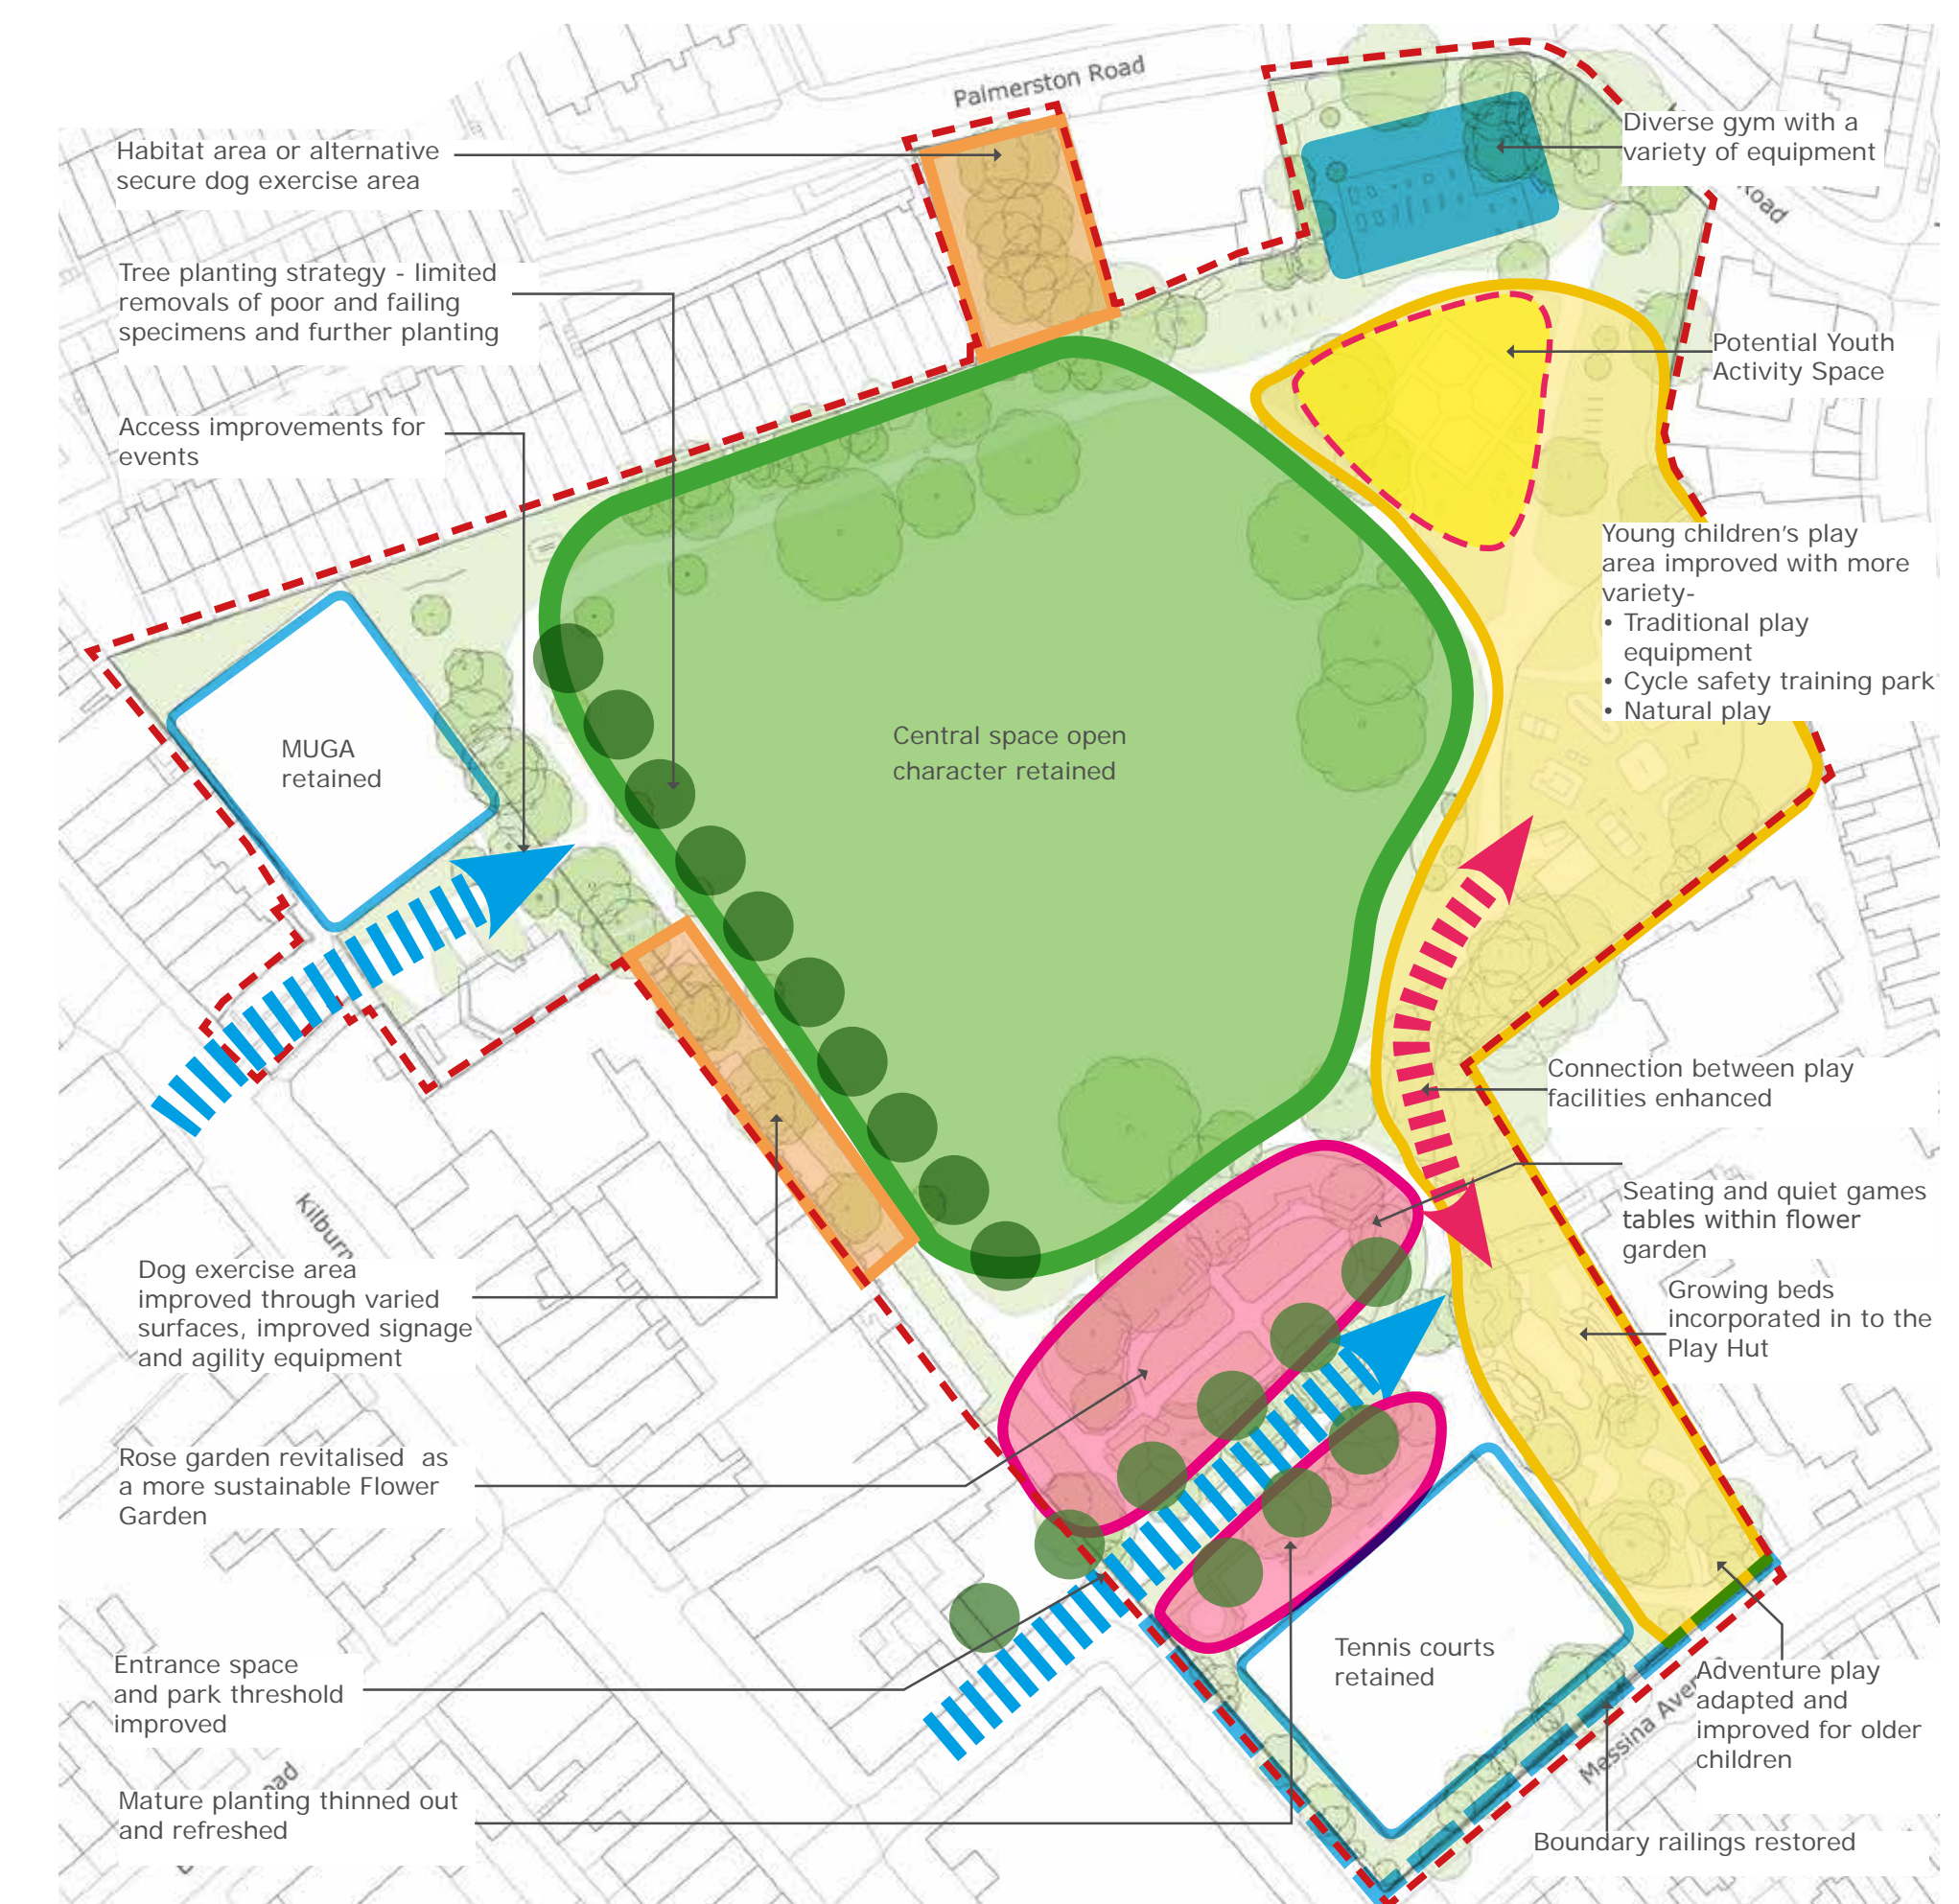 Palmerston Road
Diverse gym with a
variety of equipment
Road
Habitat area or alternative
secure dog exercise area
Tree planting strategy - limited
removals of poor and failing
specimens and further planting
Potential Youth
Activity Space
Access improvements for
events
Young children's play
area improved with more
variety-
• Traditional play
equipment
• Cycle safety training park
• Natural play
MUGA
retained
Central space open
character retained
Connection between play
facilities enhanced
Seating and quiet games
tables within flower
garden
Kilburn
Dog exercise area
improved through varied
surfaces, improved signage
and agility equipment
Growing beds
incorporated in to the
Play Hut
Rose garden revitalised as
a more sustainable Flower
Garden
Entrance space
and park threshold
improved
Tennis courts
retained
Adventure play
adapted and
improved for older
children
Messina Aven
oad
Mature planting thinned out
and refreshed
Boundary railings restored